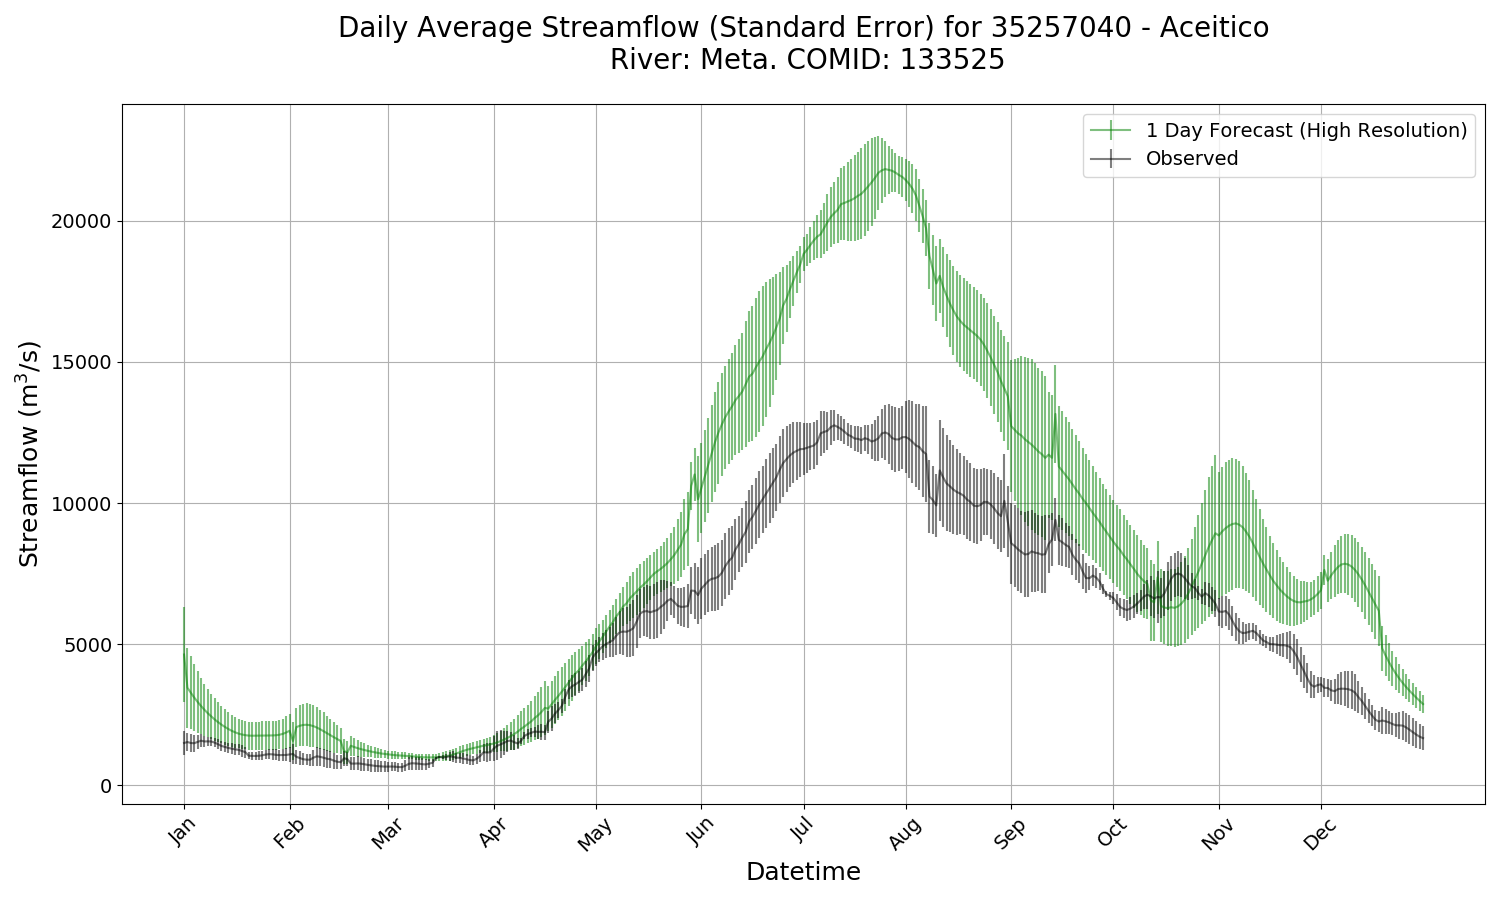 Daily Average Streamflow (Standard Error) for 35257040 - Aceitico
River: Meta. COMID: 133525
1 Day Forecast (High Resolution)
Observed
Streamflow (m³/s)
20000
15000
10000
5000
0
Jan
Feb
Mar
Apr
May
Jun
Jul
Aug
Sep
Oct
Nov
Dec
Datetime